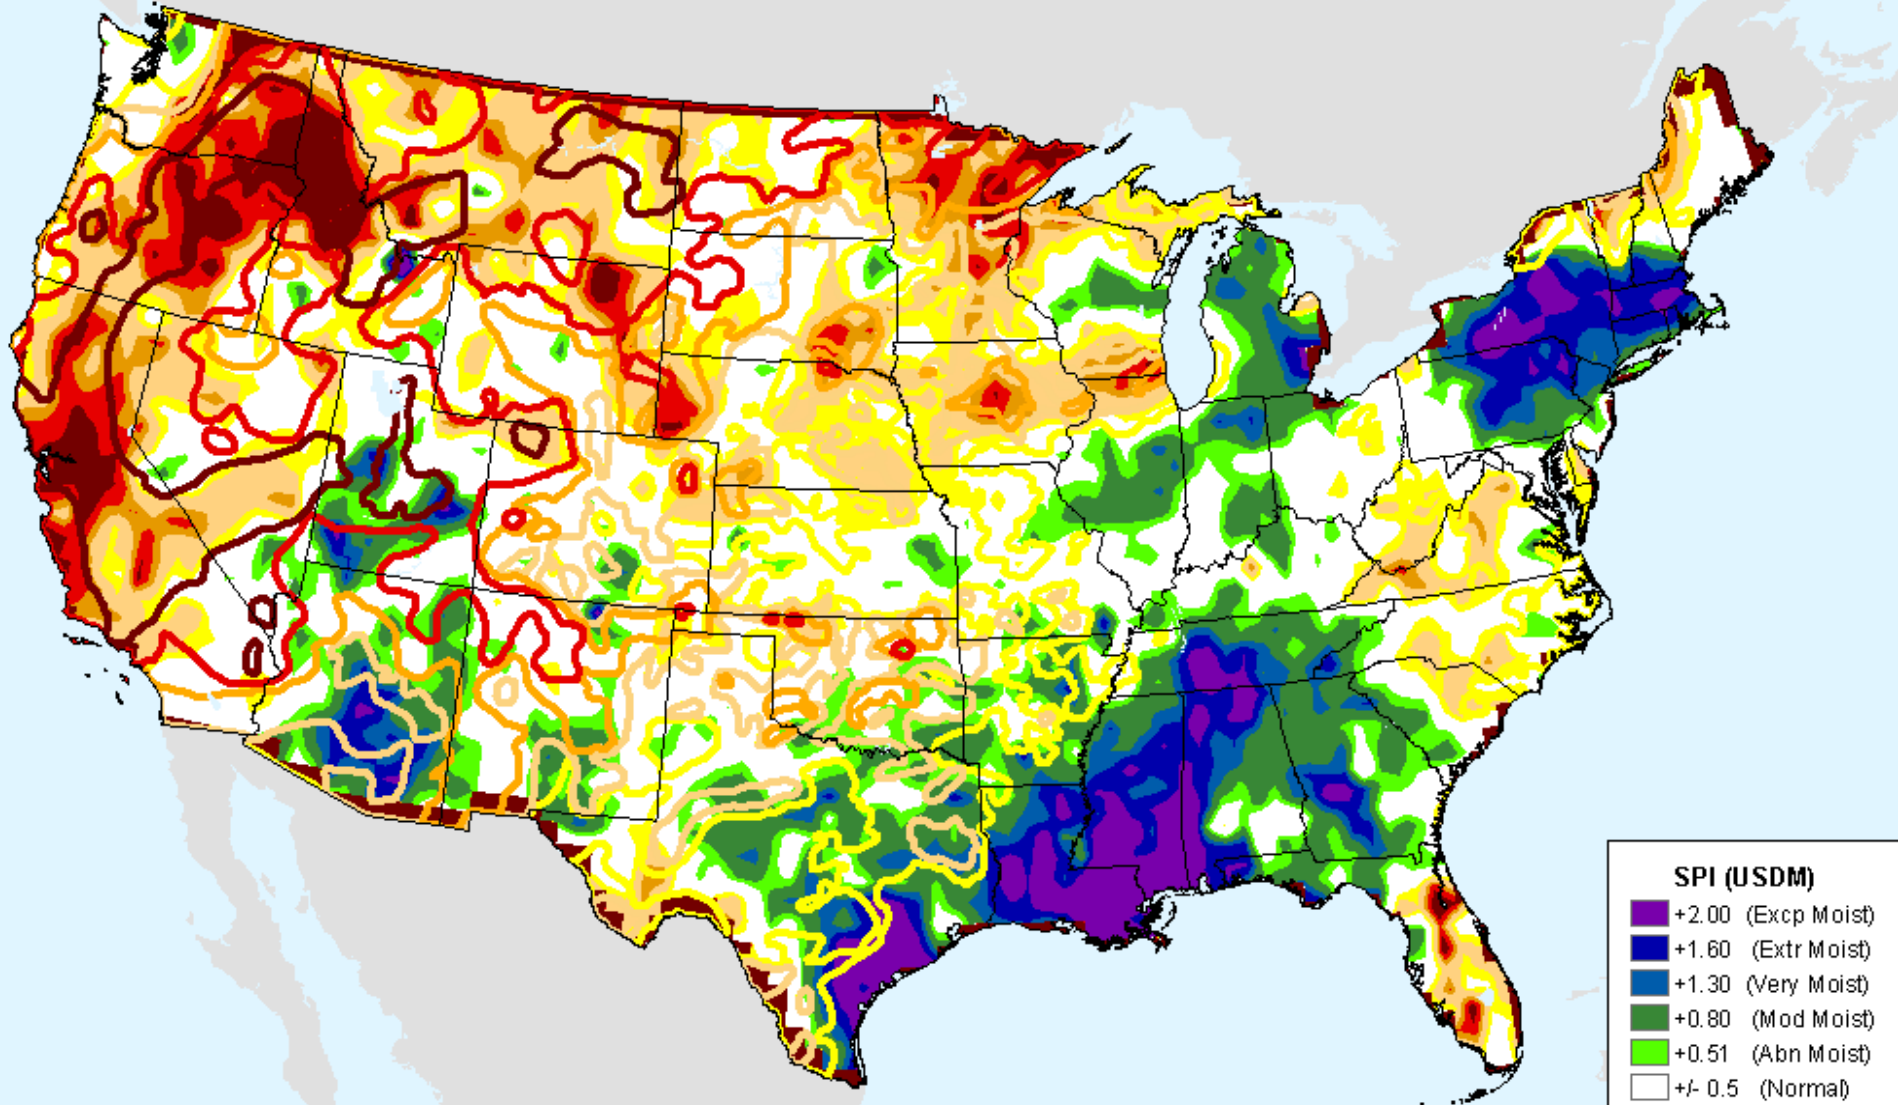 SPI (USDM)
+2.00 (Excp Moist)
+1.60 (Extr Moist)
+1.30 (Very Moist)
+0.80 (Mod Moist)
+0.51 (Abn Moist)
+/- 0.5 (Normal)